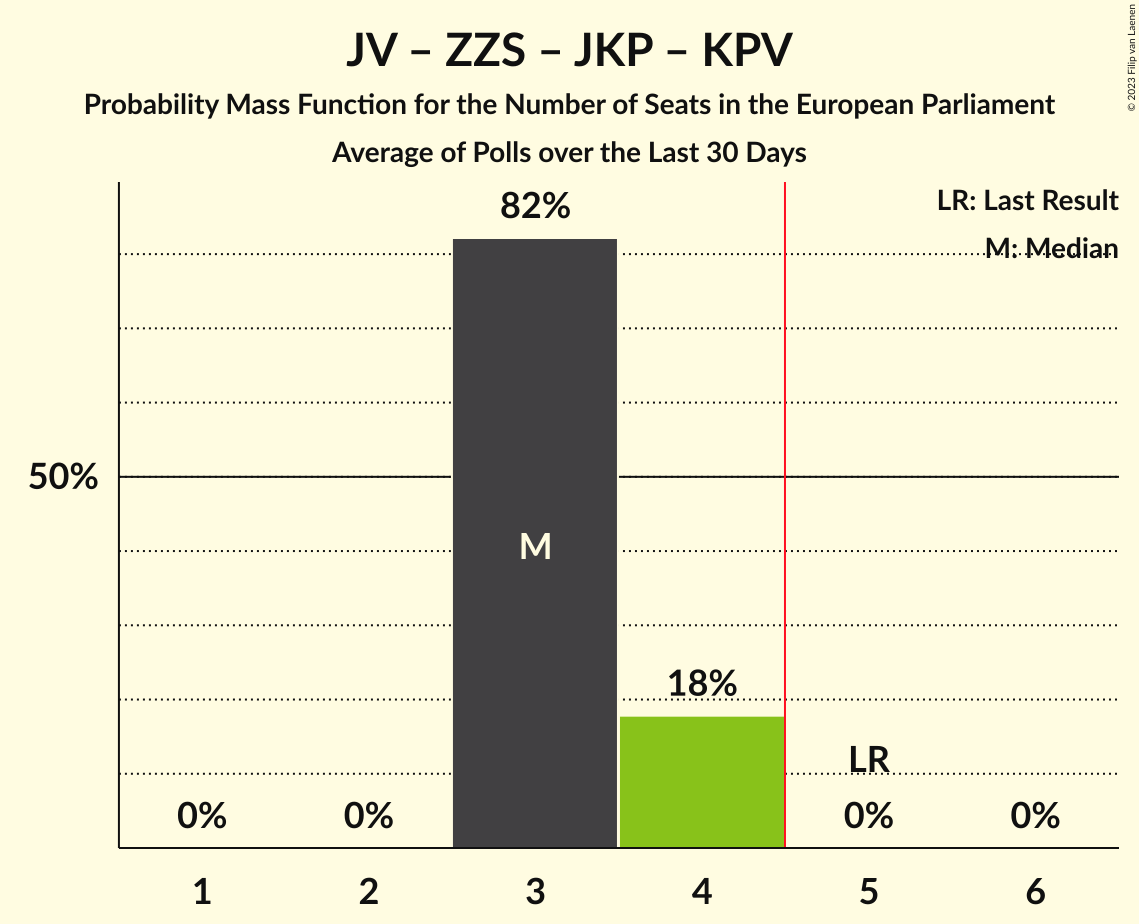 JV – ZZS – JKP – KPV
Probability Mass Function for the Number of Seats in the European Parliament
Average of Polls over the Last 30 Days
© 2023 Filip van Laenen
LR: Last Result
M: Median
82%
50%
M
18%
LR
0%
0%
0%
0%
1
2
3
4
5
6